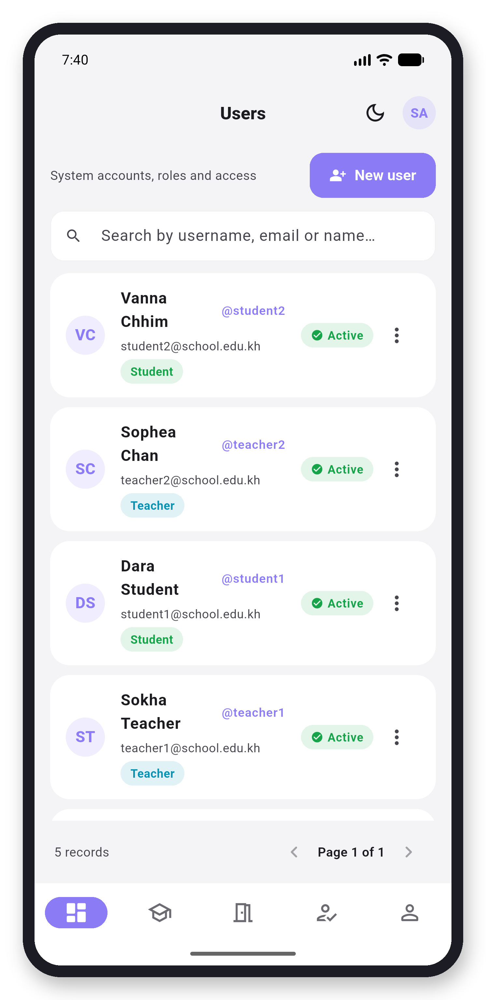 7:40
Users
SA
System accounts, roles and access
New user
Search by username, email or name…
VC
Vanna
Chhim
@student2
student2@school.edu.kh
Student
Active
SC
Sophea
Chan
@teacher2
teacher2@school.edu.kh
Teacher
Active
DS
Dara
Student
@student1
student1@school.edu.kh
Student
Active
ST
Sokha
Teacher
@teacher1
teacher1@school.edu.kh
Teacher
Active
5 records
Page 1 of 1